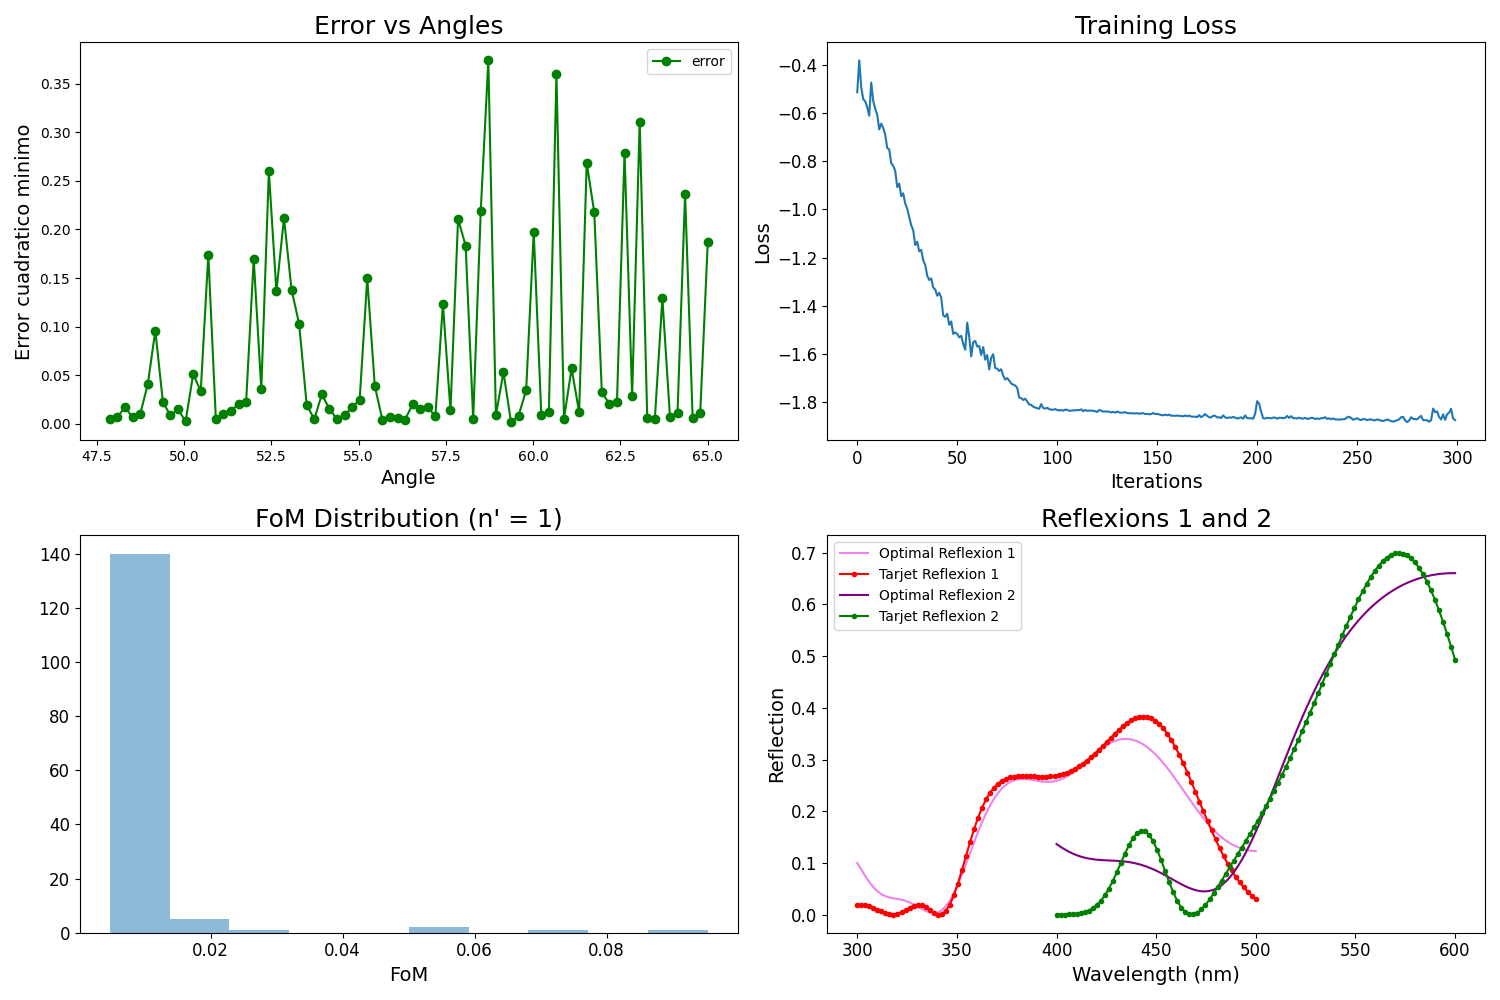 Error vs Angles
error
Error cuadratico minimo
0.35
0.30
0.25
0.20
0.15
0.10
0.05
0.00
47.5 50.0 52.5 55.0 57.5 60.0 62.5 65.0
Angle
Training Loss
Loss
−0.4
−0.6
−0.8
−1.0
−1.2
−1.4
−1.6
−1.8
0 50 100 150 200 250 300
Iterations
FoM Distribution (n' = 1)
140
120
100
80
60
40
20
0
0.02 0.04 0.06 0.08
FoM
Reflexions 1 and 2
Optimal Reflexion 1
Tarjet Reflexion 1
Optimal Reflexion 2
Tarjet Reflexion 2
Reflection
0.7
0.6
0.5
0.4
0.3
0.2
0.1
0.0
300 350 400 450 500 550 600
Wavelength (nm)